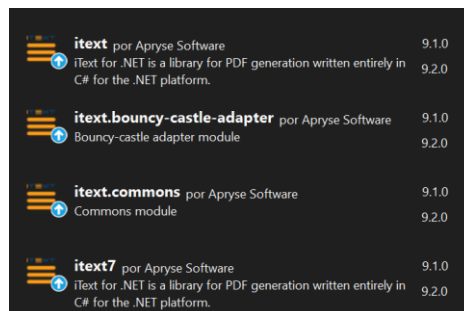 itext por Apryse Software 9.1.0
iText for .NET is a library for PDF generation written entirely in 9.2.0
C# for the .NET platform.
itext.bouncy-castle-adapter por Apryse Software 9.1.0
Bouncy-castle adapter module 9.2.0
itext.commons por Apryse Software 9.1.0
Commons module 9.2.0
itext7 por Apryse Software 9.1.0
iText for .NET is a library for PDF generation written entirely in 9.2.0
C# for the .NET platform.